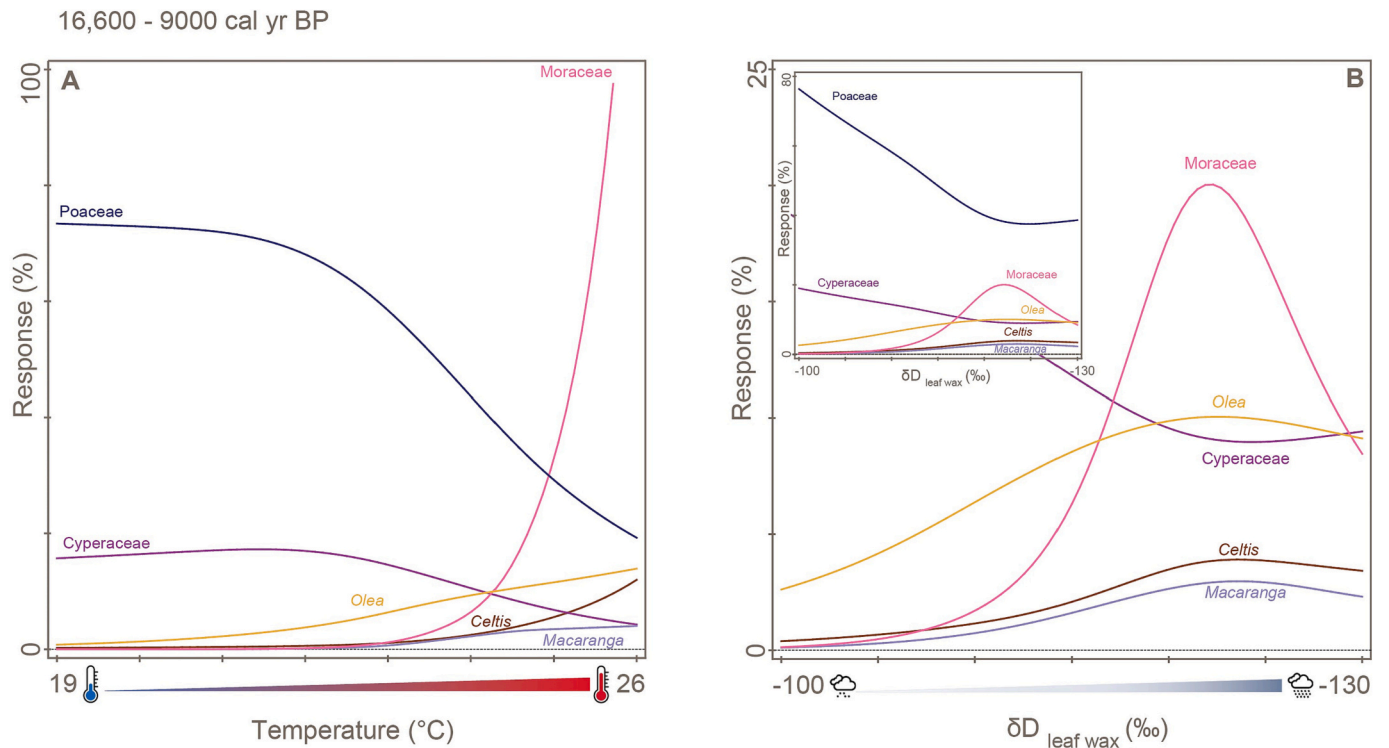 16,600 - 9000 cal yr BP
A
100
0
Response (%)
Moraceae
Poaceae
Cyperaceae
Olea
Celtis
Macaranga
19
26
Temperature (°C)
B
25
0
Response (%)
80
0
Response (%)
Poaceae
Cyperaceae
Moraceae
Olea
Celtis
Macaranga
-100
-130
δD leaf wax (‰)
Moraceae
Olea
Cyperaceae
Celtis
Macaranga
-100
-130
δD leaf wax (‰)